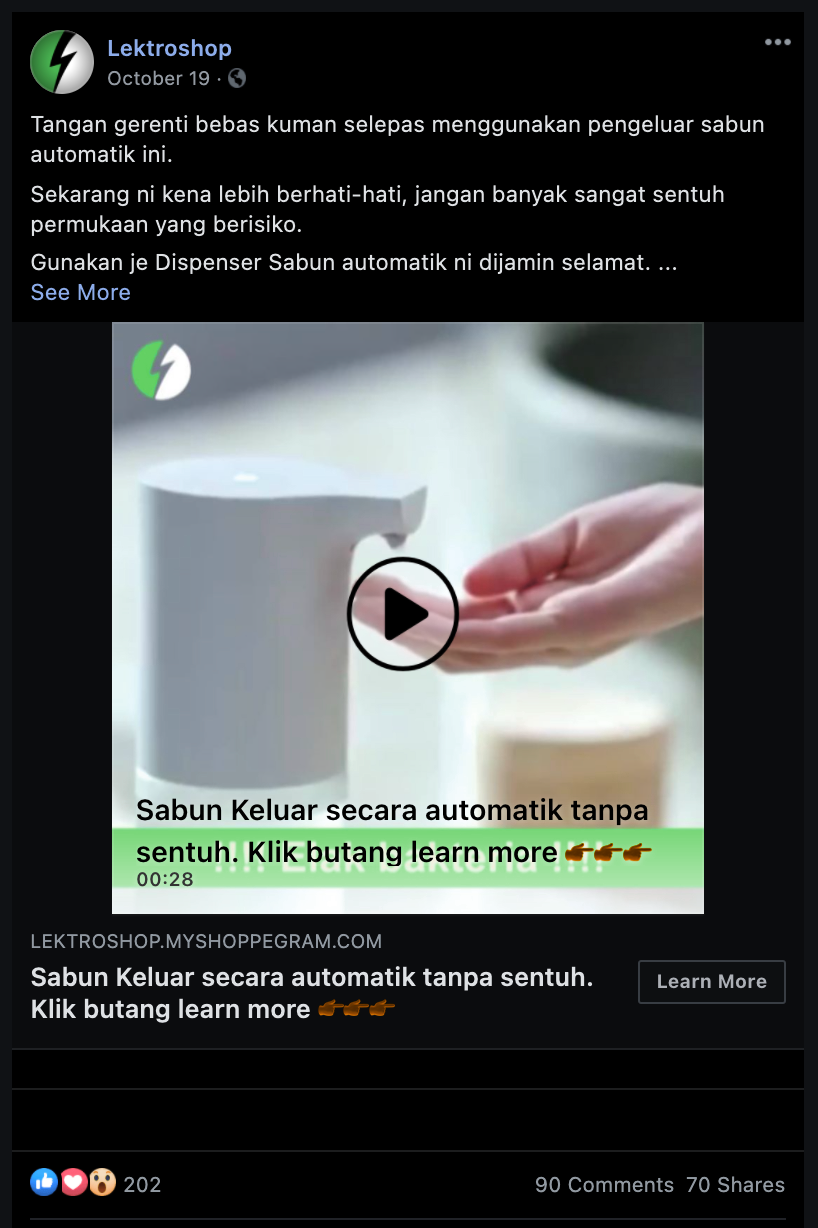 Lektroshop
October 19 ·
Tangan gerenti bebas kuman selepas menggunakan pengeluar sabun
automatik ini.
Sekarang ni kena lebih berhati-hati, jangan banyak sangat sentuh
permukaan yang berisiko.
Gunakan je Dispenser Sabun automatik ni dijamin selamat. ...
See More
Sabun Keluar secara automatik tanpa
sentuh. Klik butang learn more 👉👉👉
!!!! Elak bakteria !!!!
00:28
LEKTROSHOP.MYSHOPPEGRAM.COM
Sabun Keluar secara automatik tanpa sentuh.
Klik butang learn more 👉👉👉
Learn More
202
90 Comments 70 Shares